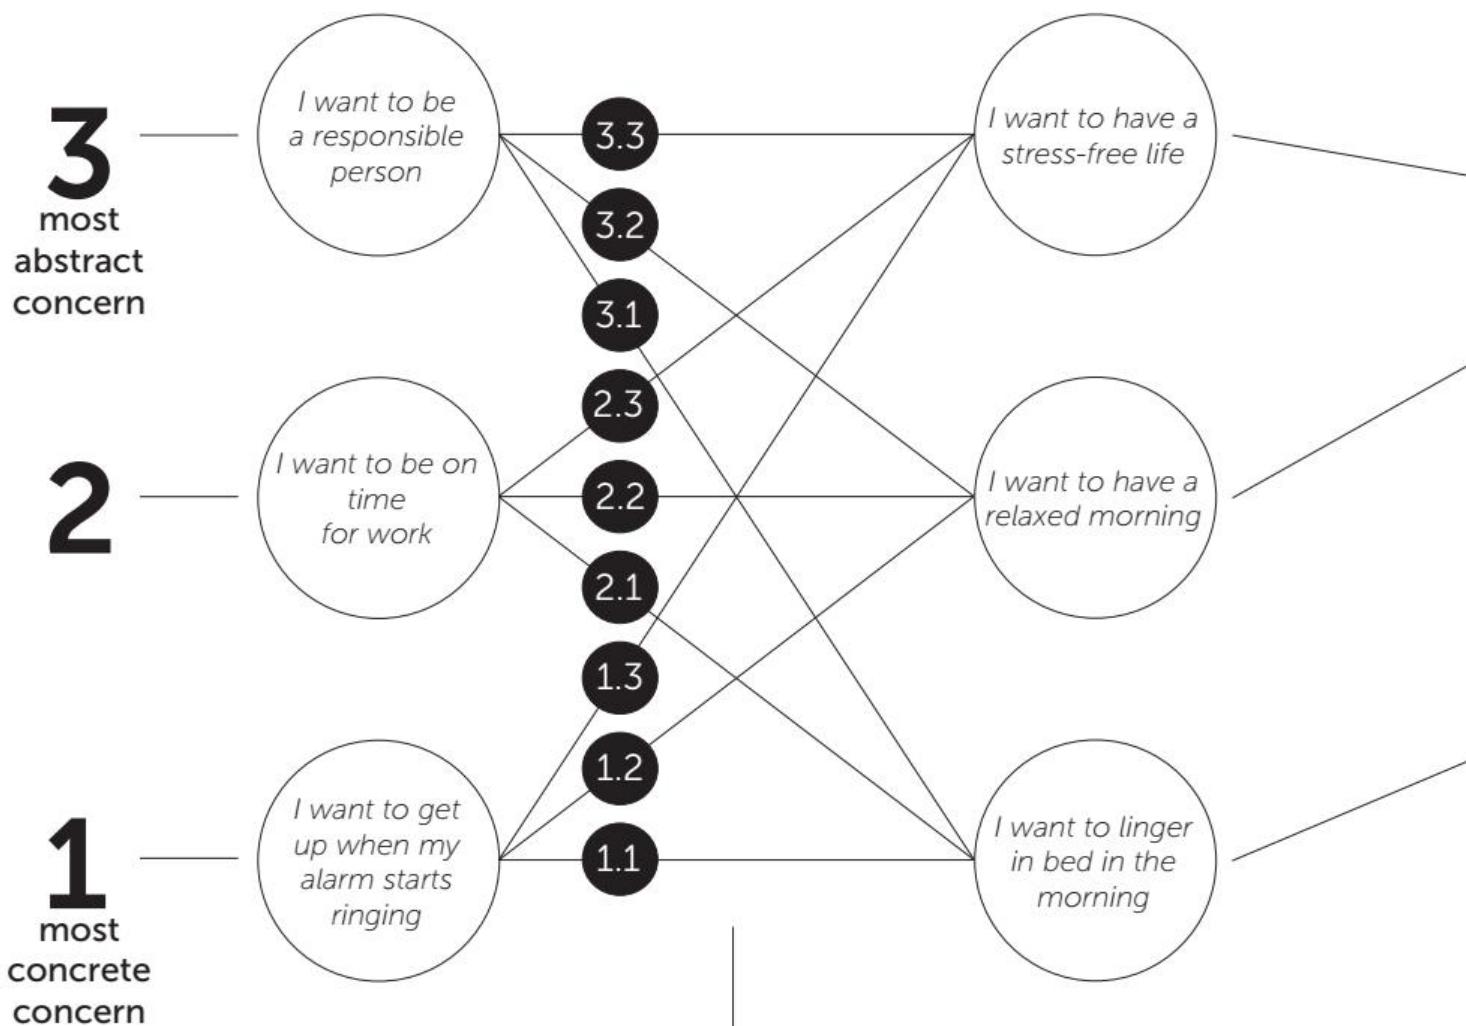 3
most
abstract
concern
I want to be
a responsible
person
3.3
3.2
3.1
I want to have a
stress-free life
2
I want to be on
time
for work
2.3
2.2
2.1
I want to have a
relaxed morning
1
most
concrete
concern
I want to get
up when my
alarm starts
ringing
1.3
1.2
1.1
I want to linger
in bed in the
morning